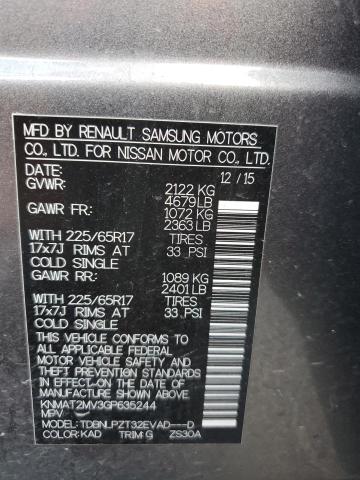 MFD BY RENAULT SAMSUNG MOTORS
CO., LTD. FOR NISSAN MOTOR CO., LTD.
DATE: 12 / 15
GVWR: 2122 KG
4679 LB
GAWR FR: 1072 KG
2363 LB
WITH 225/65R17 TIRES
17x7J RIMS AT 33 PSI
COLD SINGLE
GAWR RR: 1089 KG
2401 LB
WITH 225/65R17 TIRES
17x7J RIMS AT 33 PSI
COLD SINGLE
THIS VEHICLE CONFORMS TO
ALL APPLICABLE FEDERAL
MOTOR VEHICLE SAFETY AND
THEFT PREVENTION STANDARDS
IN EFFECT ON THE DATE OF
MANUFACTURE SHOWN ABOVE
KNMAT2MV3GP635244
MPV
MODEL: TDBNLPZT32EVAD---D
COLOR: KAD TRIM: G ZS30A